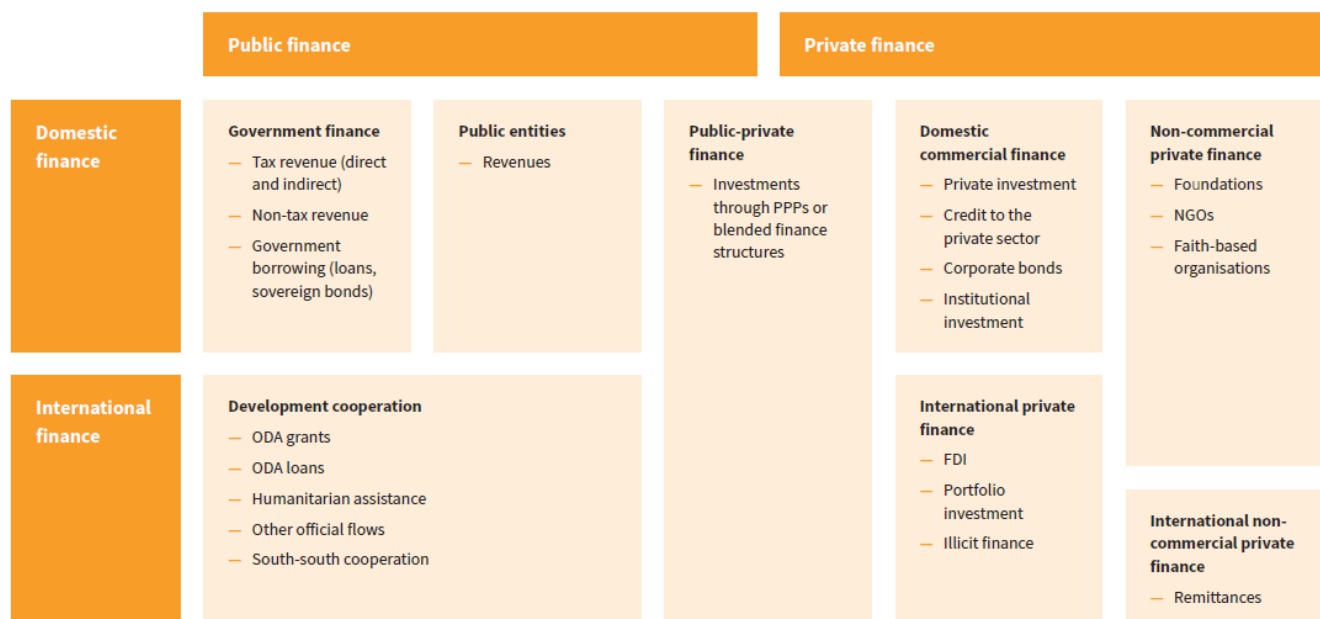 Public finance
Private finance
Domestic
finance
Government finance
— Tax revenue (direct
and indirect)
— Non-tax revenue
— Government
borrowing (loans,
sovereign bonds)
Public entities
— Revenues
Public-private
finance
— Investments
through PPPs or
blended finance
structures
Domestic
commercial finance
— Private investment
— Credit to the
private sector
— Corporate bonds
— Institutional
investment
Non-commercial
private finance
— Foundations
— NGOs
— Faith-based
organisations
International
finance
Development cooperation
— ODA grants
— ODA loans
— Humanitarian assistance
— Other official flows
— South-south cooperation
International private
finance
— FDI
— Portfolio
investment
— Illicit finance
International non-
commercial private
finance
— Remittances